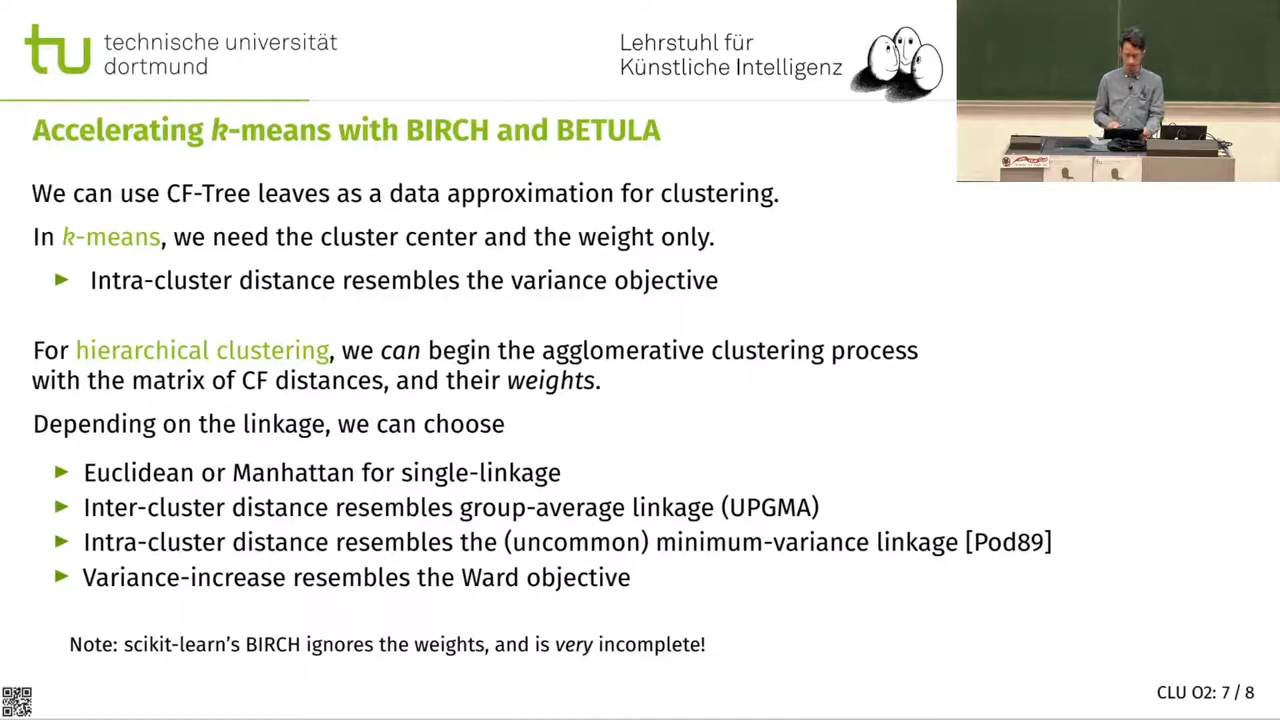 technische universität
dortmund
Lehrstuhl für
Künstliche Intelligenz
Accelerating k-means with BIRCH and BETULA
We can use CF-Tree leaves as a data approximation for clustering.
In k-means, we need the cluster center and the weight only.
► Intra-cluster distance resembles the variance objective
For hierarchical clustering, we can begin the agglomerative clustering process
with the matrix of CF distances, and their weights.
Depending on the linkage, we can choose
► Euclidean or Manhattan for single-linkage
► Inter-cluster distance resembles group-average linkage (UPGMA)
► Intra-cluster distance resembles the (uncommon) minimum-variance linkage [Pod89]
► Variance-increase resembles the Ward objective
Note: scikit-learn's BIRCH ignores the weights, and is very incomplete!
CLU O2: 7 / 8